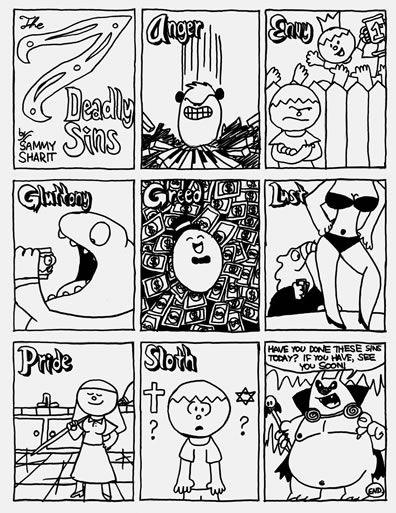 The
7
Deadly
Sins
by
SAMMY
SHARIT
Anger
Envy
1st
Gluttony
Greed
$
Lust
Pride
Sloth
?
?
HAVE YOU DONE THESE SINS
TODAY? IF YOU HAVE, SEE
YOU SOON!
END